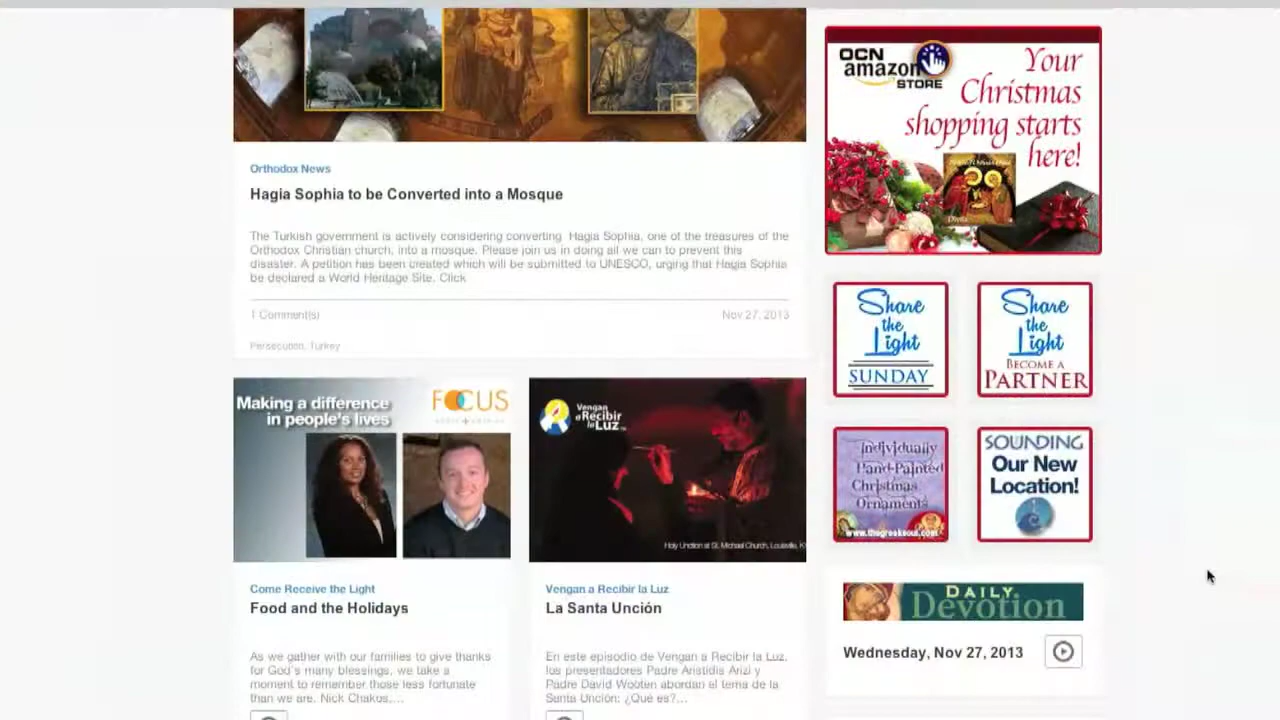 Orthodox News
Hagia Sophia to be Converted into a Mosque
The Turkish government is actively considering converting Hagia Sophia, one of the treasures of the
Orthodox Christian church, into a mosque. Please join us in doing all we can to prevent this
disaster. A petition has been created which will be submitted to UNESCO, urging that Hagia Sophia
be declared a World Heritage Site. Click
1 Comment(s)
Nov 27, 2013
Persecution, Turkey
Making a difference
in people's lives
FOCUS
Come Receive the Light
Food and the Holidays
As we gather with our families to give thanks
for God's many blessings, we take a
moment to remember those less fortunate
than we are. Nick Chakos,...
Vengan
a Recibir
la Luz
Holy Unction at St. Michael Church, Louisville, K
Vengan a Recibir la Luz
La Santa Unción
En este episodio de Vengan a Recibir la Luz,
los presentadores Padre Aristidis Arizi y
Padre David Wooten abordan el tema de la
Santa Unción: ¿Qué es?...
OCN
amazon
STORE
Your
Christmas
shopping starts
here!
Share
the
Light
SUNDAY
Share
the
Light
BECOME A
PARTNER
Individually
Hand-Painted
Christmas
Ornaments
www.thegreeksoul.com
SOUNDING
Our New
Location!
DAILY
Devotion
Wednesday, Nov 27, 2013